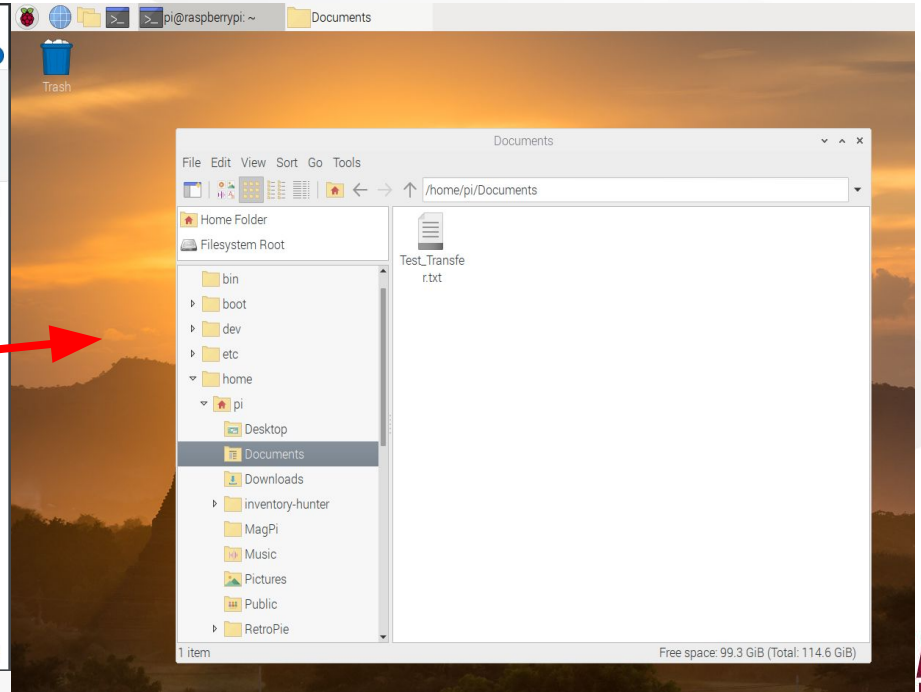 pi@raspberrypi: ~
Documents
Trash
Documents
File Edit View Sort Go Tools
/home/pi/Documents
Home Folder
Filesystem Root
Test_Transfe
r.txt
bin
boot
dev
etc
home
pi
Desktop
Documents
Downloads
inventory-hunter
MagPi
Music
Pictures
Public
RetroPie
1 item
Free space: 99.3 GiB (Total: 114.6 GiB)